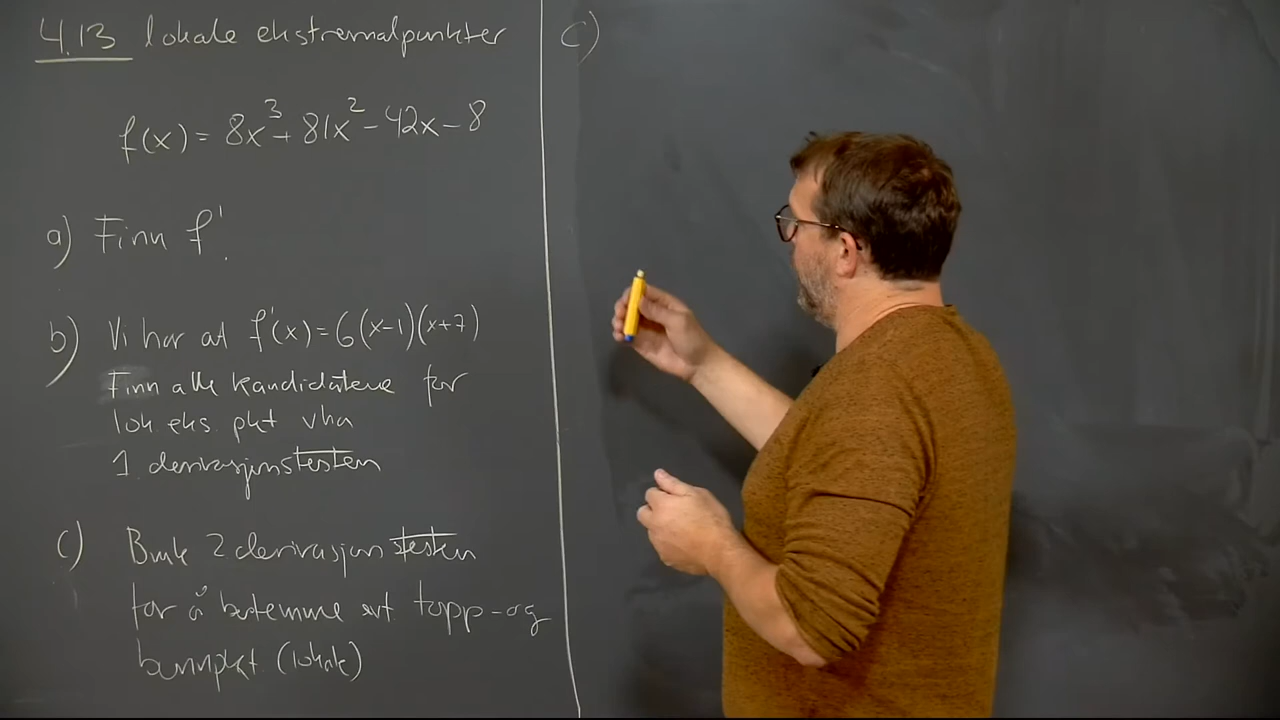 4.13 lokale ekstremalpunkter
f(x) = 8x³ + 81x² - 42x - 8
a) Finn f'.
b) Vi har at f'(x) = 6(x-1)(x+7)
Finn alle kandidatene for
lok. eks. pkt vha
1. derivasjonstesten
c) Bruk 2 derivasjonstesten
for å bestemme evt. topp- og
bunnpkt (lokale)
c)